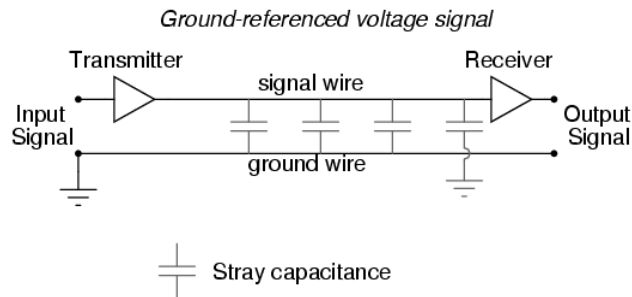 Ground-referenced voltage signal
Transmitter
Receiver
signal wire
Input
Signal
Output
Signal
ground wire
Stray capacitance